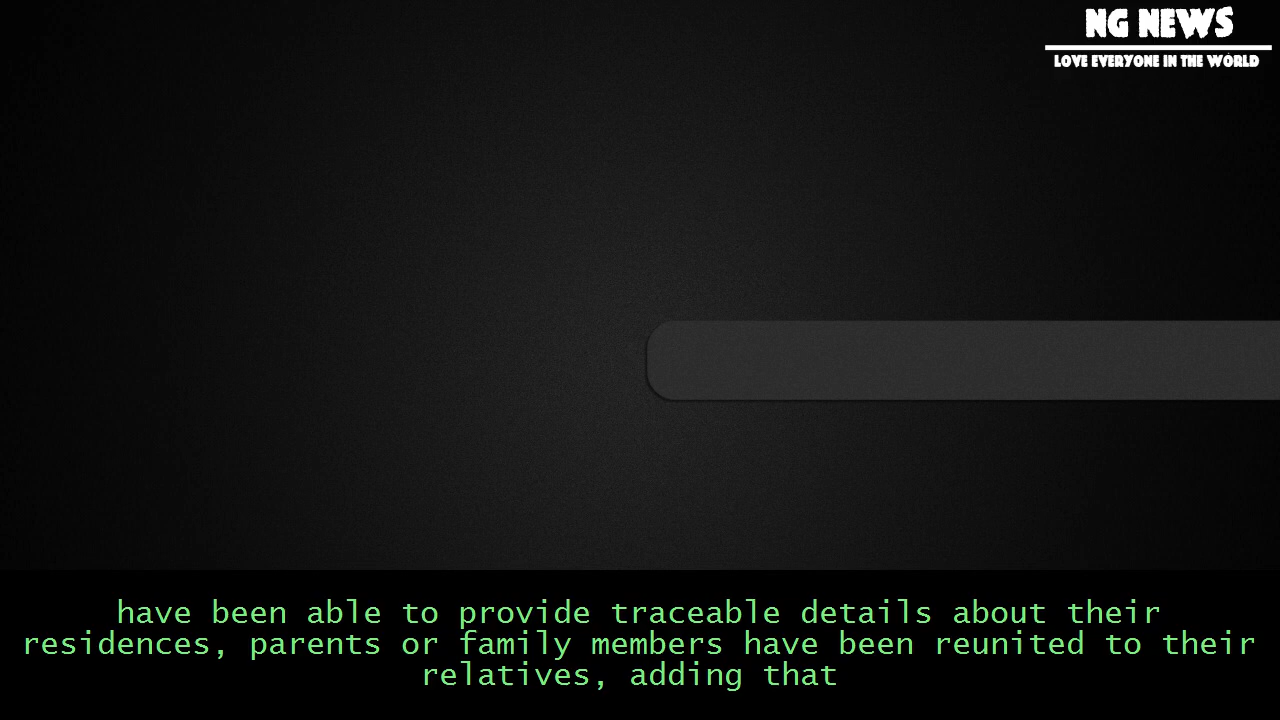 NG NEWS
LOVE EVERYONE IN THE WORLD
have been able to provide traceable details about their
residences, parents or family members have been reunited to their
relatives, adding that